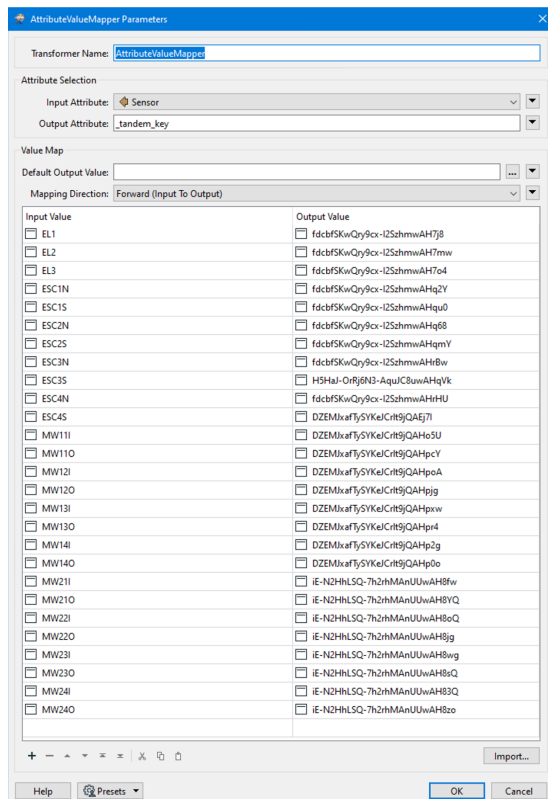 AttributeValueMapper Parameters
Transformer Name: AttributeValueMapper
Attribute Selection
Input Attribute: Sensor
Output Attribute: _tandem_key
Value Map
Default Output Value: ...
Mapping Direction: Forward (Input To Output)
Input Value Output Value
EL1 fdcbfSKwQry9cx-I2SzhmwAH7j8
EL2 fdcbfSKwQry9cx-I2SzhmwAH7mw
EL3 fdcbfSKwQry9cx-I2SzhmwAH7o4
ESC1N fdcbfSKwQry9cx-I2SzhmwAHq2Y
ESC1S fdcbfSKwQry9cx-I2SzhmwAHqu0
ESC2N fdcbfSKwQry9cx-I2SzhmwAHq68
ESC2S fdcbfSKwQry9cx-I2SzhmwAHqmY
ESC3N fdcbfSKwQry9cx-I2SzhmwAHrBw
ESC3S H5HaJ-OrRj6N3-AquJC8uwAHqVk
ESC4N fdcbfSKwQry9cx-I2SzhmwAHrHU
ESC4S DZEMJxafTySYKeJCrIt9jQAEj7I
MW11I DZEMJxafTySYKeJCrIt9jQAHo5U
MW11O DZEMJxafTySYKeJCrIt9jQAHpcY
MW12I DZEMJxafTySYKeJCrIt9jQAHpoA
MW12O DZEMJxafTySYKeJCrIt9jQAHpjg
MW13I DZEMJxafTySYKeJCrIt9jQAHpxw
MW13O DZEMJxafTySYKeJCrIt9jQAHpr4
MW14I DZEMJxafTySYKeJCrIt9jQAHp2g
MW14O DZEMJxafTySYKeJCrIt9jQAHp0o
MW21I iE-N2HhLSQ-7h2rhMAnUUwAH8fw
MW21O iE-N2HhLSQ-7h2rhMAnUUwAH8YQ
MW22I iE-N2HhLSQ-7h2rhMAnUUwAH8oQ
MW22O iE-N2HhLSQ-7h2rhMAnUUwAH8jg
MW23I iE-N2HhLSQ-7h2rhMAnUUwAH8wg
MW23O iE-N2HhLSQ-7h2rhMAnUUwAH8sQ
MW24I iE-N2HhLSQ-7h2rhMAnUUwAH83Q
MW24O iE-N2HhLSQ-7h2rhMAnUUwAH8zo
Import...
Help Presets OK Cancel